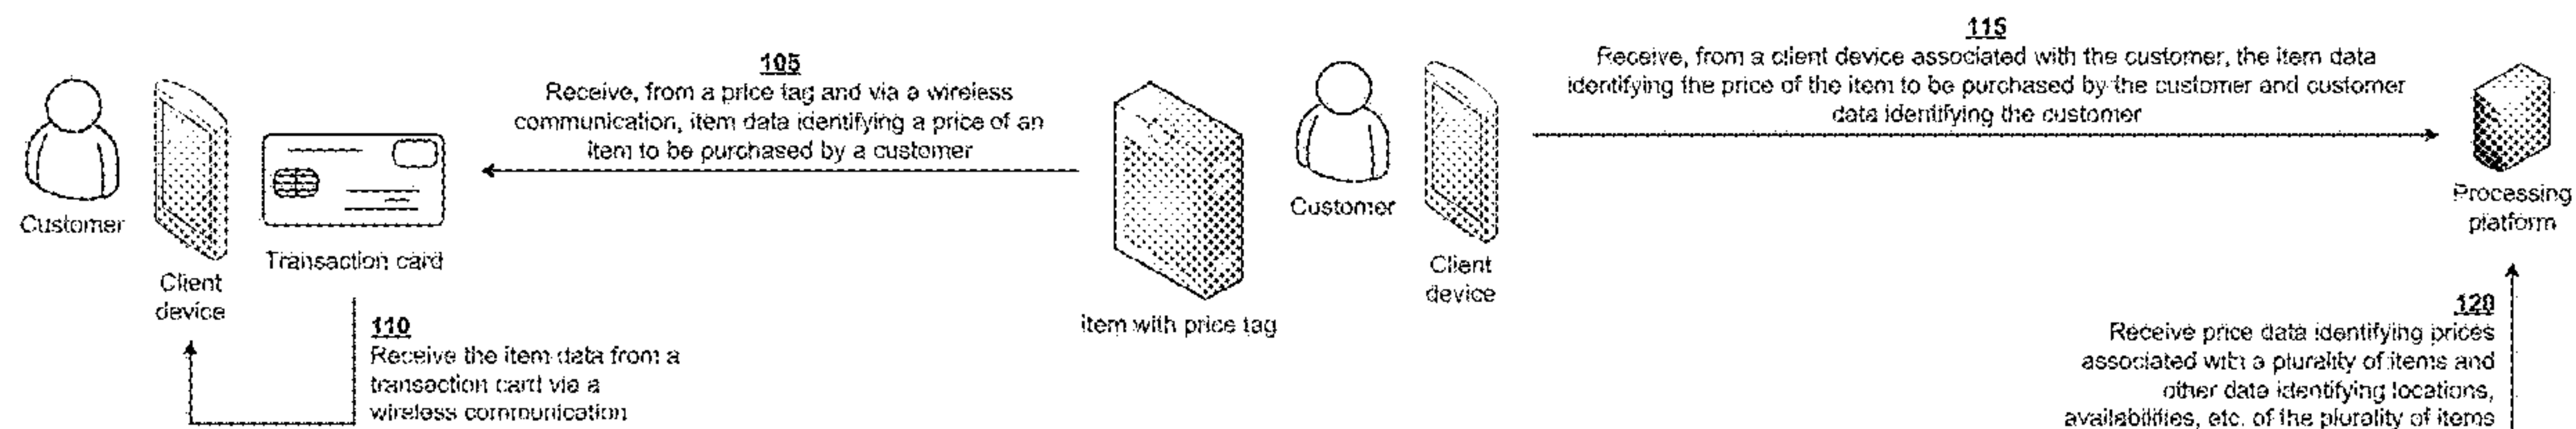 105
Receive, from a price tag and via a wireless
communication, item data identifying a price of an
item to be purchased by a customer
Customer
Client
device
Transaction card
110
Receive the item data from a
transaction card via a
wireless communication
item with price tag
115
Receive, from a client device associated with the customer, the item data
identifying the price of the item to be purchased by the customer and customer
data identifying the customer
Customer
Client
device
Processing
platform
120
Receive price data identifying prices
associated with a plurality of items and
other data identifying locations,
availabilities, etc. of the plurality of items